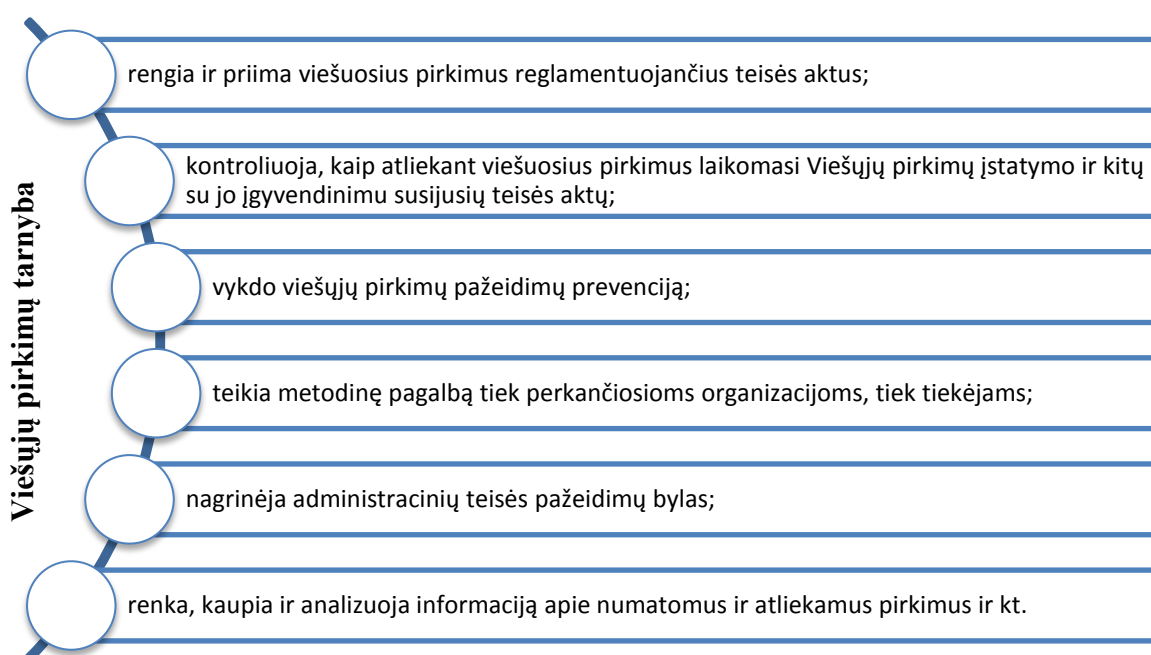 Viešųjų pirkimų tarnyba
rengia ir priima viešuosius pirkimus reglamentuojančius teisės aktus;
kontroliuoja, kaip atliekant viešuosius pirkimus laikomasi Viešųjų pirkimų įstatymo ir kitų
su jo įgyvendinimu susijusių teisės aktų;
vykdo viešųjų pirkimų pažeidimų prevenciją;
teikia metodinę pagalbą tiek perkančiosioms organizacijoms, tiek tiekėjams;
nagrinėja administracinių teisės pažeidimų bylas;
renka, kaupia ir analizuoja informaciją apie numatomus ir atliekamus pirkimus ir kt.